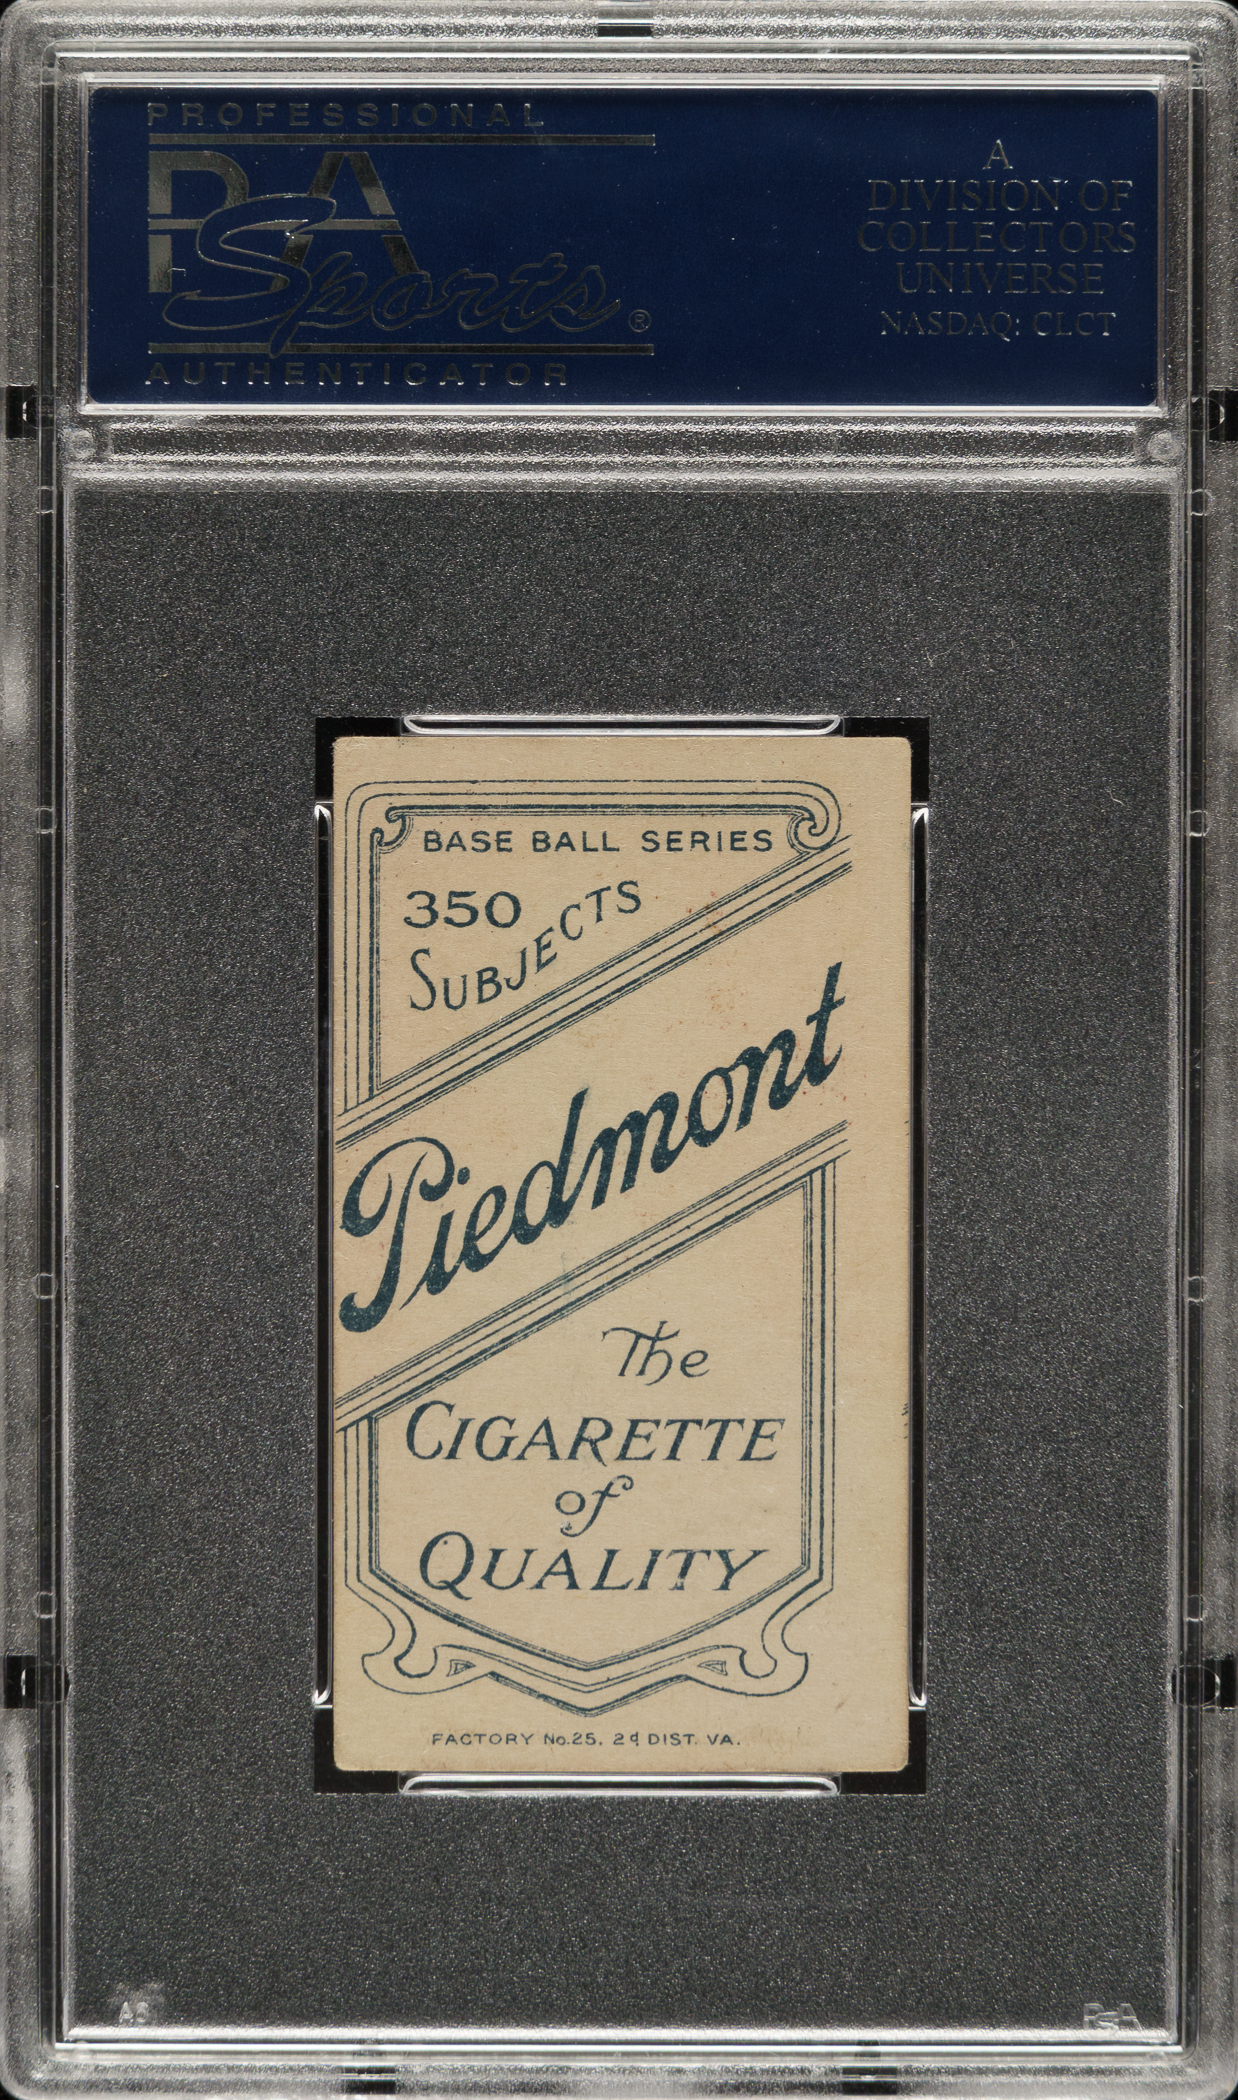 PROFESSIONAL
PSA
Sports®
AUTHENTICATOR
A
DIVISION OF
COLLECTORS
UNIVERSE
NASDAQ: CLCT
BASE BALL SERIES
350
SUBJECTS
Piedmont
The
CIGARETTE
of
QUALITY
FACTORY No.25. 2d DIST. VA.
PSA